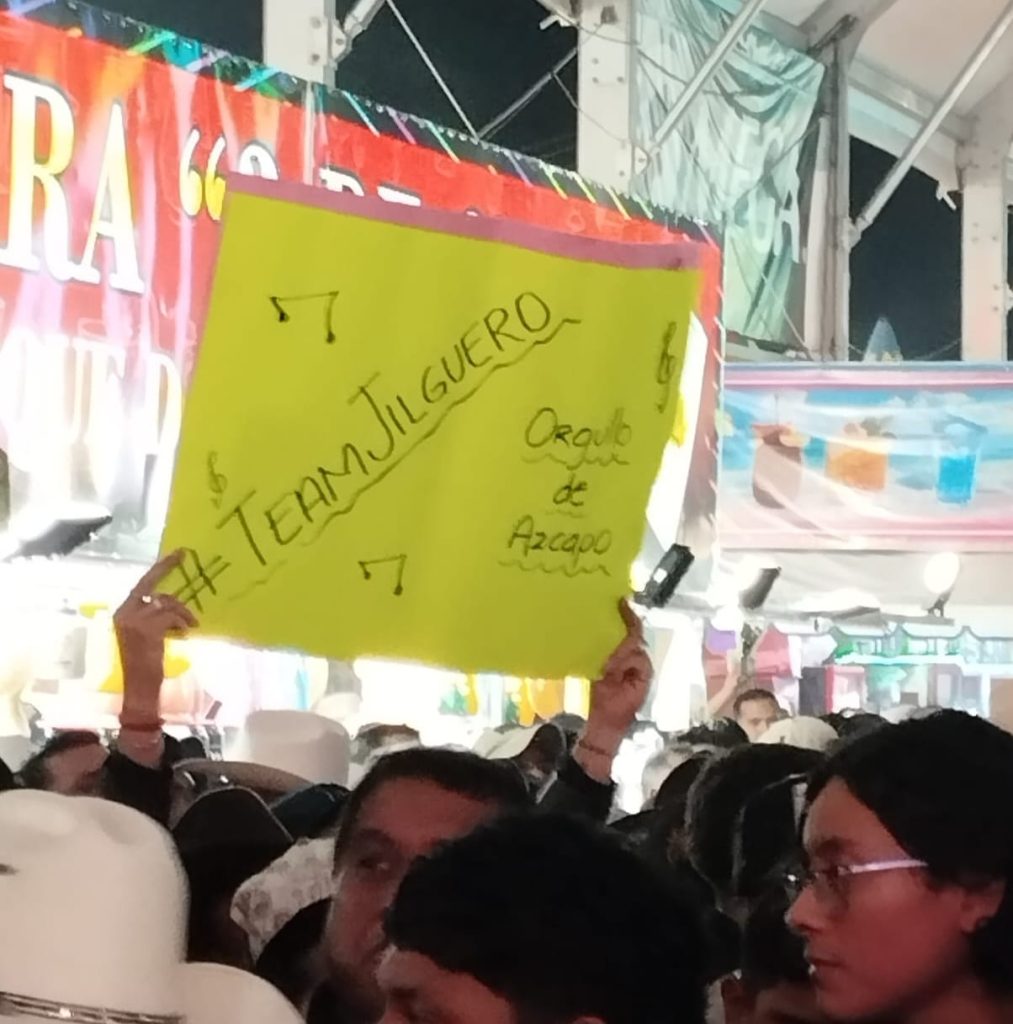 RA "
#TEAMJILGUERO
Orgullo
de
Azcapo